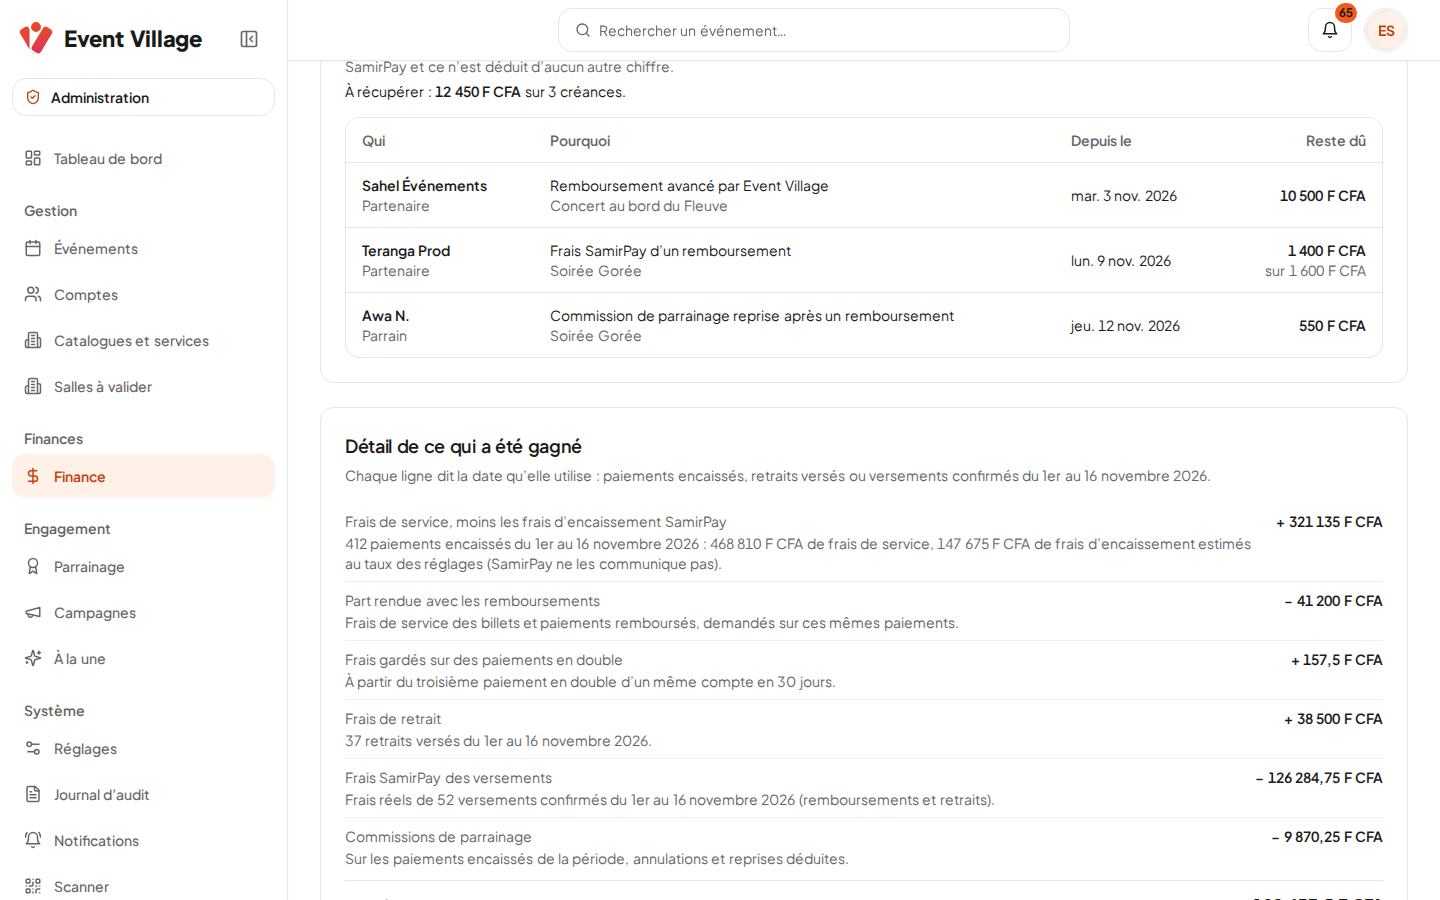 Event Village
Rechercher un événement...
65
ES
Administration
Tableau de bord
Gestion
Événements
Comptes
Catalogues et services
Salles à valider
Finances
Finance
Engagement
Parrainage
Campagnes
À la une
Système
Réglages
Journal d'audit
Notifications
Scanner
SamirPay et ce n'est déduit d'aucun autre chiffre.
À récupérer : 12 450 F CFA sur 3 créances.
Qui Pourquoi Depuis le Reste dû
Sahel Événements Remboursement avancé par Event Village mar. 3 nov. 2026 10 500 F CFA
Partenaire Concert au bord du Fleuve
Teranga Prod Frais SamirPay d'un remboursement lun. 9 nov. 2026 1 400 F CFA
Partenaire Soirée Gorée sur 1 600 F CFA
Awa N. Commission de parrainage reprise après un remboursement jeu. 12 nov. 2026 550 F CFA
Parrain Soirée Gorée
Détail de ce qui a été gagné
Chaque ligne dit la date qu'elle utilise : paiements encaissés, retraits versés ou versements confirmés du 1er au 16 novembre 2026.
Frais de service, moins les frais d'encaissement SamirPay + 321 135 F CFA
412 paiements encaissés du 1er au 16 novembre 2026 : 468 810 F CFA de frais de service, 147 675 F CFA de frais d'encaissement estimés
au taux des réglages (SamirPay ne les communique pas).
Part rendue avec les remboursements − 41 200 F CFA
Frais de service des billets et paiements remboursés, demandés sur ces mêmes paiements.
Frais gardés sur des paiements en double + 157,5 F CFA
À partir du troisième paiement en double d'un même compte en 30 jours.
Frais de retrait + 38 500 F CFA
37 retraits versés du 1er au 16 novembre 2026.
Frais SamirPay des versements − 126 284,75 F CFA
Frais réels de 52 versements confirmés du 1er au 16 novembre 2026 (remboursements et retraits).
Commissions de parrainage − 9 870,25 F CFA
Sur les paiements encaissés de la période, annulations et reprises déduites.